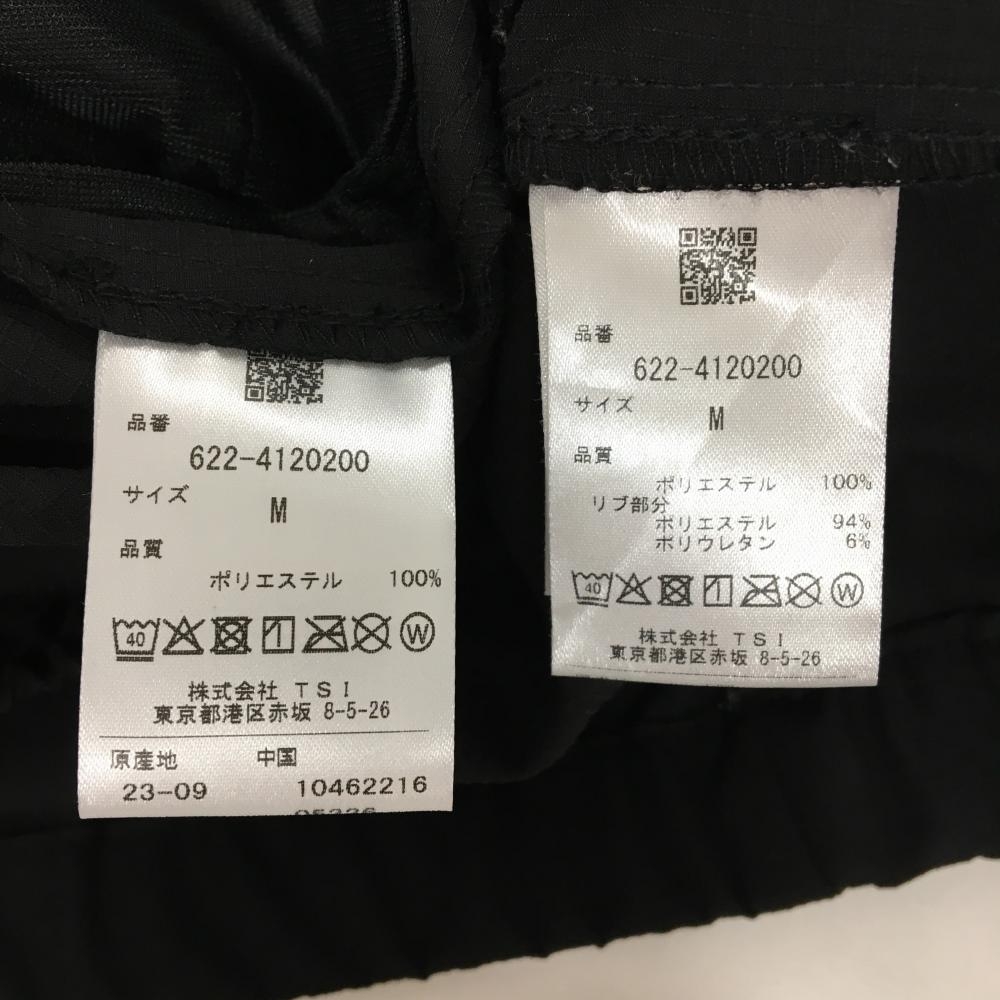 品番
622-4120200
サイズ
M
品質
ポリエステル 100%
40 W
株式会社 TSI
東京都港区赤坂 8-5-26
原産地 中国
23-09 10462216
品番
622-4120200
サイズ
M
品質
ポリエステル 100%
リブ部分
ポリエステル 94%
ポリウレタン 6%
40 W
株式会社 TSI
東京都港区赤坂 8-5-26